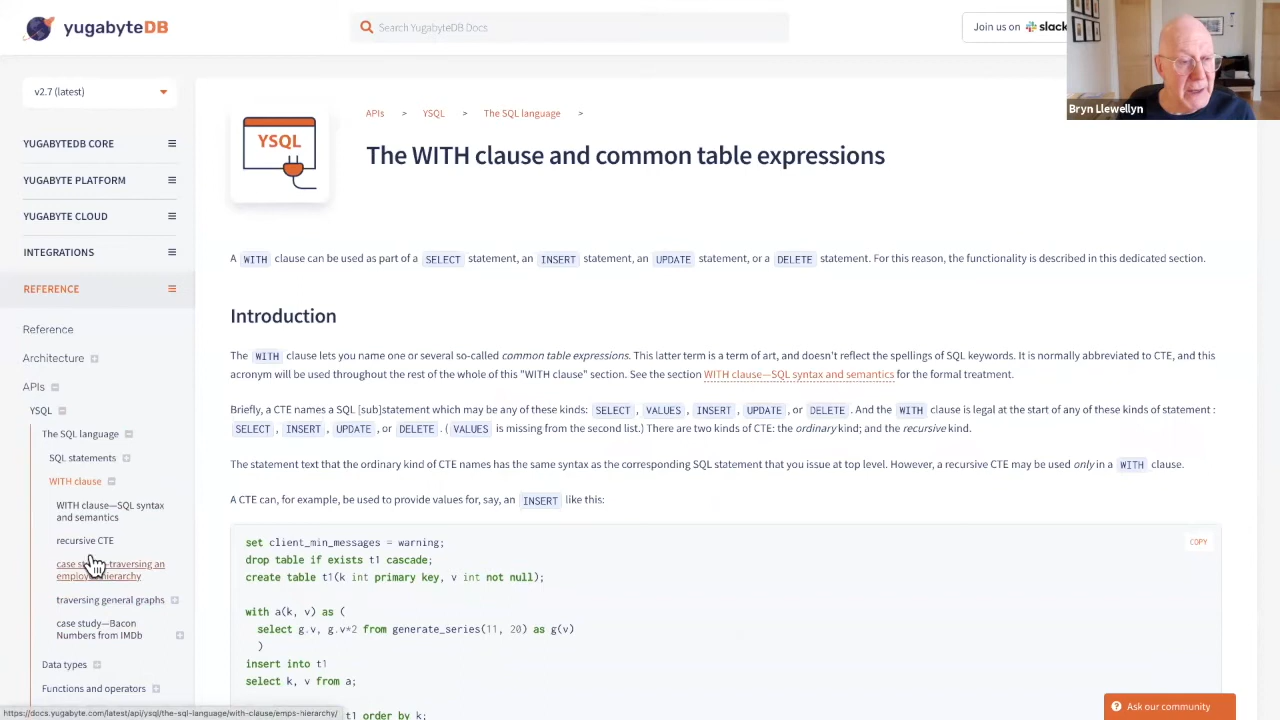 yugabyteDB
Search YugabyteDB Docs
Join us on slack
Bryn Llewellyn
v2.7 (latest)
YUGABYTEDB CORE
YUGABYTE PLATFORM
YUGABYTE CLOUD
INTEGRATIONS
REFERENCE
Reference
Architecture
APIs
YSQL
The SQL language
SQL statements
WITH clause
WITH clause—SQL syntax
and semantics
recursive CTE
case traversing an
hierarchy
traversing general graphs
case study—Bacon
Numbers from IMDb
Data types
Functions and operators
YSQL
APIs > YSQL > The SQL language >
The WITH clause and common table expressions
A WITH clause can be used as part of a SELECT statement, an INSERT statement, an UPDATE statement, or a DELETE statement. For this reason, the functionality is described in this dedicated section.
Introduction
The WITH clause lets you name one or several so-called common table expressions. This latter term is a term of art, and doesn't reflect the spellings of SQL keywords. It is normally abbreviated to CTE, and this
acronym will be used throughout the rest of the whole of this "WITH clause" section. See the section WITH clause—SQL syntax and semantics for the formal treatment.
Briefly, a CTE names a SQL [sub]statement which may be any of these kinds: SELECT, VALUES, INSERT, UPDATE, or DELETE. And the WITH clause is legal at the start of any of these kinds of statement :
SELECT, INSERT, UPDATE, or DELETE. (VALUES is missing from the second list.) There are two kinds of CTE: the ordinary kind; and the recursive kind.
The statement text that the ordinary kind of CTE names has the same syntax as the corresponding SQL statement that you issue at top level. However, a recursive CTE may be used only in a WITH clause.
A CTE can, for example, be used to provide values for, say, an INSERT like this:
COPY
set client_min_messages = warning;
drop table if exists t1 cascade;
create table t1(k int primary key, v int not null);
with a(k, v) as (
select g.v, g.v*2 from generate_series(11, 20) as g(v)
)
insert into t1
select k, v from a;
t1 order by k;
https://docs.yugabyte.com/latest/api/ysql/the-sql-language/with-clause/emps-hierarchy/
Ask our community